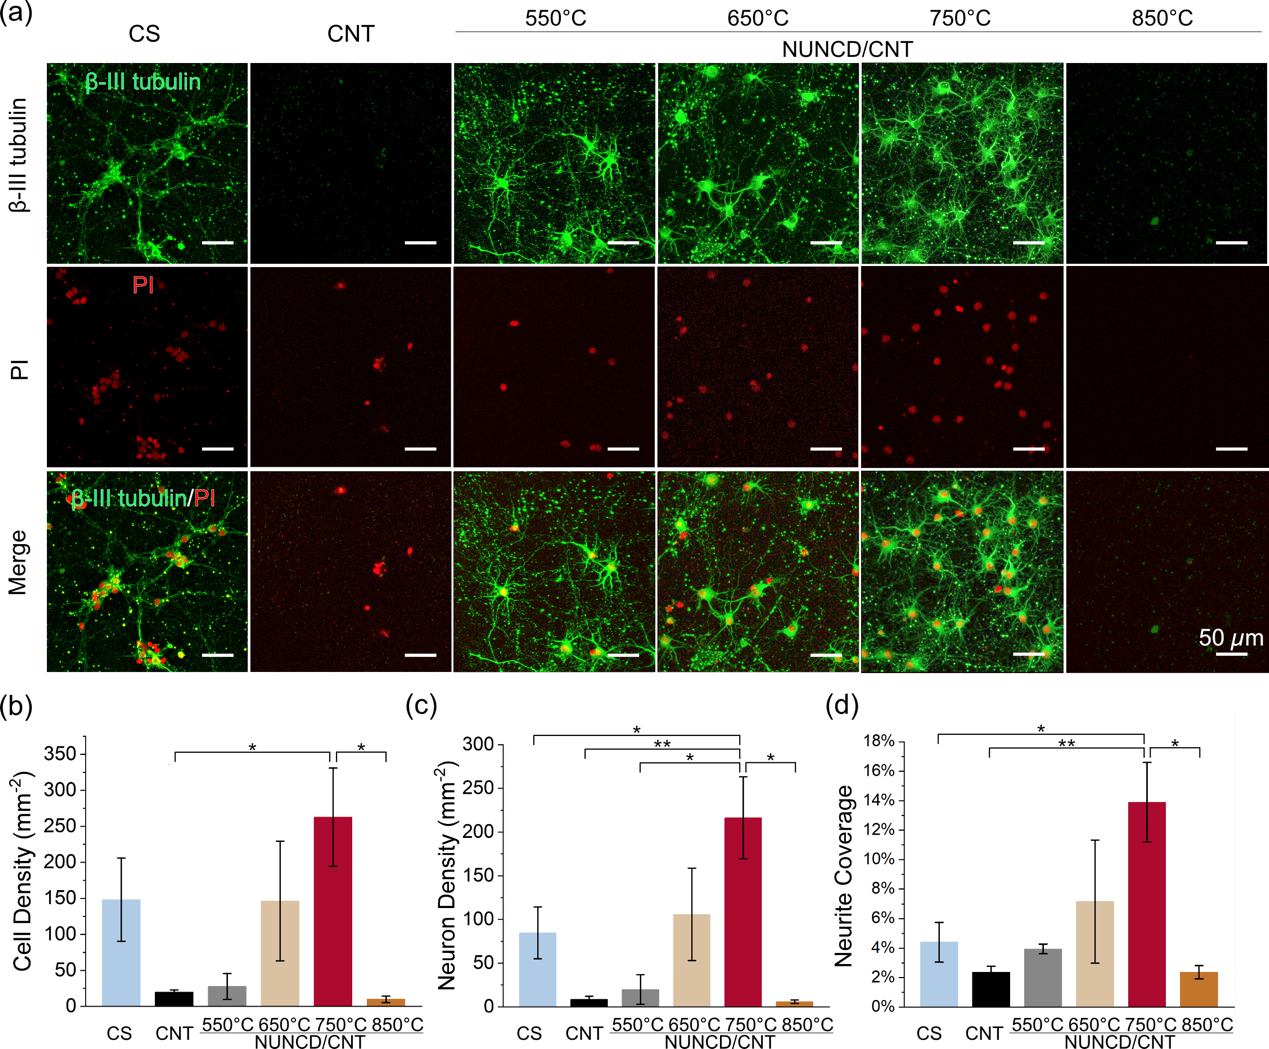 (a)
CS
CNT
550°C
650°C
750°C
850°C
NUNCD/CNT
β-III tubulin
β-III tubulin
PI
PI
Merge
β-III tubulin/PI
50 µm
(b)
Cell Density (mm-2)
350
300
250
200
150
100
50
0
*
*
CS
CNT
550°C
650°C
750°C
850°C
NUNCD/CNT
(c)
Neuron Density (mm-2)
300
250
200
150
100
50
0
*
**
*
*
CS
CNT
550°C
650°C
750°C
850°C
NUNCD/CNT
(d)
Neurite Coverage
18%
16%
14%
12%
10%
8%
6%
4%
2%
0%
*
**
*
CS
CNT
550°C
650°C
750°C
850°C
NUNCD/CNT